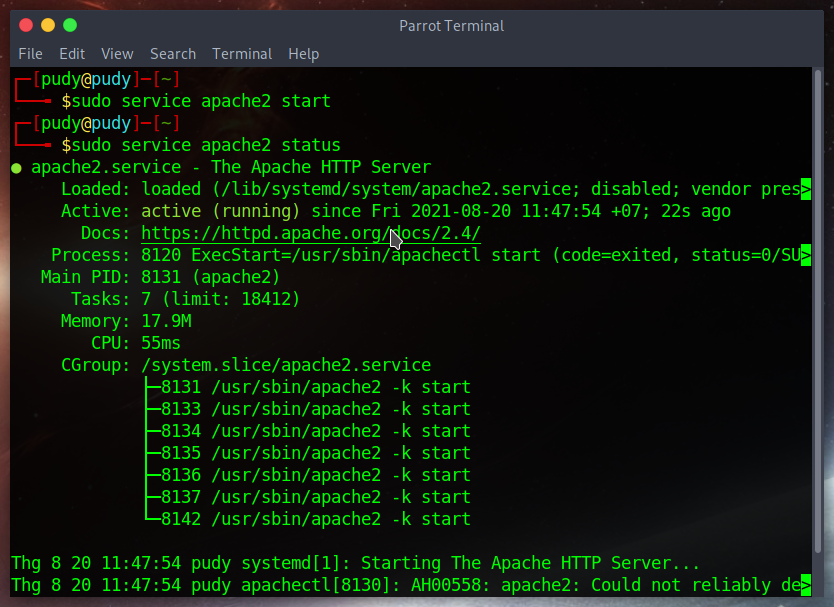 Parrot Terminal
File Edit View Search Terminal Help
┌─[pudy@pudy]─[~]
└──╼ $sudo service apache2 start
┌─[pudy@pudy]─[~]
└──╼ $sudo service apache2 status
● apache2.service - The Apache HTTP Server
     Loaded: loaded (/lib/systemd/system/apache2.service; disabled; vendor pres>
     Active: active (running) since Fri 2021-08-20 11:47:54 +07; 22s ago
       Docs: https://httpd.apache.org/docs/2.4/
    Process: 8120 ExecStart=/usr/sbin/apachectl start (code=exited, status=0/SU>
   Main PID: 8131 (apache2)
      Tasks: 7 (limit: 18412)
     Memory: 17.9M
        CPU: 55ms
     CGroup: /system.slice/apache2.service
             ├─8131 /usr/sbin/apache2 -k start
             ├─8133 /usr/sbin/apache2 -k start
             ├─8134 /usr/sbin/apache2 -k start
             ├─8135 /usr/sbin/apache2 -k start
             ├─8136 /usr/sbin/apache2 -k start
             ├─8137 /usr/sbin/apache2 -k start
             └─8142 /usr/sbin/apache2 -k start
Thg 8 20 11:47:54 pudy systemd[1]: Starting The Apache HTTP Server...
Thg 8 20 11:47:54 pudy apachectl[8130]: AH00558: apache2: Could not reliably de>